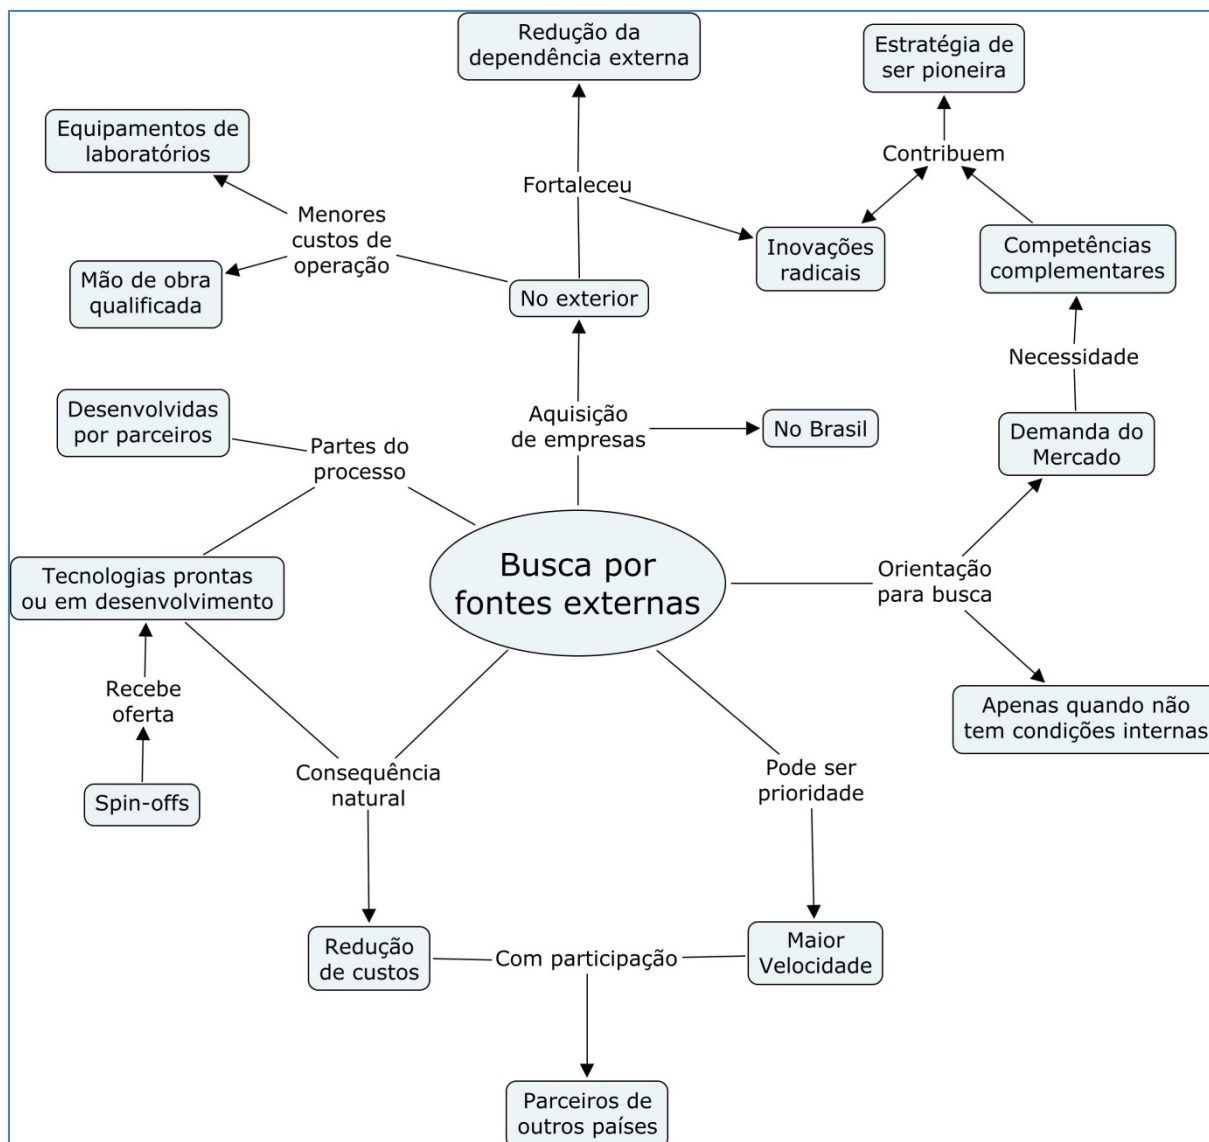 Redução da
dependência externa
Estratégia de
ser pioneira
Equipamentos de
laboratórios
Contribuem
Fortaleceu
Menores
custos de
operação
Inovações
radicais
Competências
complementares
Mão de obra
qualificada
No exterior
Necessidade
Desenvolvidas
por parceiros
Aquisição
de empresas
No Brasil
Demanda do
Mercado
Partes do
processo
Busca por
fontes externas
Tecnologias prontas
ou em desenvolvimento
Orientação
para busca
Recebe
oferta
Apenas quando não
tem condições internas
Spin-offs
Consequência
natural
Pode ser
prioridade
Redução
de custos
Com participação
Maior
Velocidade
Parceiros de
outros países